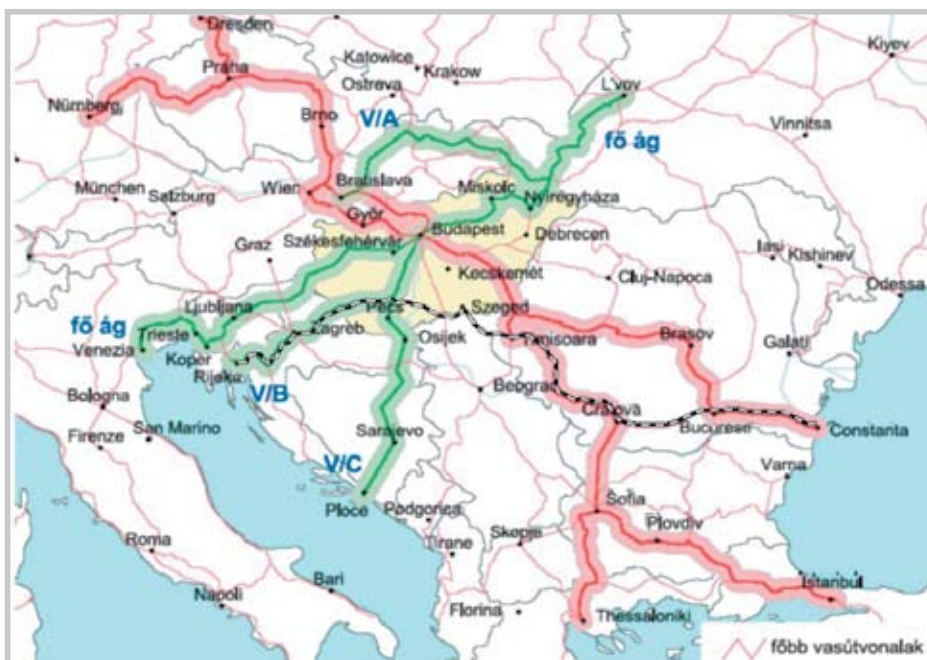 Dresden
Kiyev
Katowice
Praha
Krakow
Ostrava
L'vov
Nürnberg
V/A
Brno
fő ág
Vinnitsa
München
Salzburg
Wien
Bratislava
Miskolc
Nyíregyháza
Győr
Budapest
Debrecen
Graz
Székesfehérvár
Iasi
Kishinev
Kecskemét
Cluj-Napoca
Odessa
Ljubljana
Pécs
Szeged
fő ág
Trieste
Zagreb
Osijek
Timisoara
Brasov
Venezia
Koper
Galati
Rijeka
V/B
Beograd
Bologna
Craiova
Bucurese
Constanta
Firenze
San Marino
Sarajevo
V/C
Varna
Ploce
Podgorica
Sofia
Plovdiv
Roma
Skopje
Tirane
Istanbul
Bari
Napoli
Florina
Thessaloniki
főbb vasútvonalak